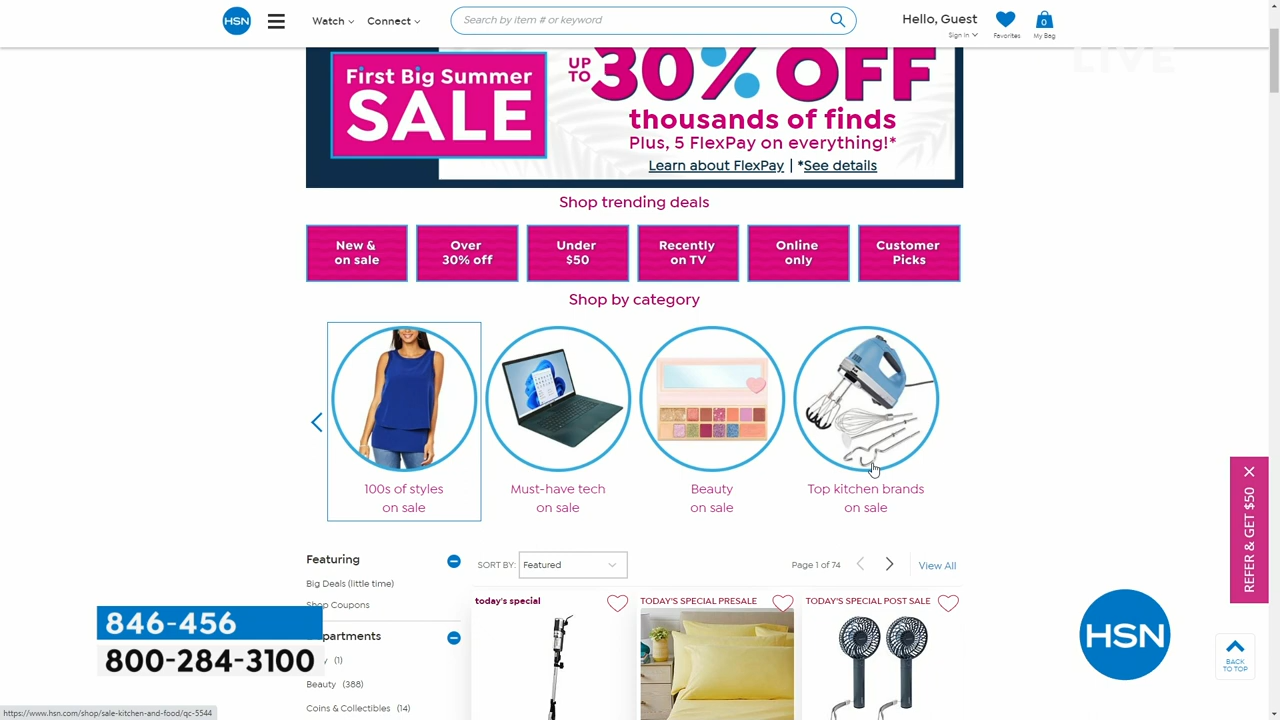 HSN
Watch
Connect
Search by item # or keyword
Hello, Guest
Sign In
Favorites
0
My Bag
LIVE
First Big Summer
SALE
UP TO
30% OFF
thousands of finds
Plus, 5 FlexPay on everything!*
Learn about FlexPay | *See details
Shop trending deals
New &
on sale
Over
30% off
Under
$50
Recently
on TV
Online
only
Customer
Picks
Shop by category
100s of styles
on sale
Must-have tech
on sale
Beauty
on sale
Top kitchen brands
on sale
REFER & GET $50
Featuring
Big Deals (little time)
Shop Coupons
SORT BY:
Featured
Page 1 of 74
View All
today's special
TODAY'S SPECIAL PRESALE
TODAY'S SPECIAL POST SALE
846-456
800-284-3100
partments
y (1)
Beauty (388)
Coins & Collectibles (14)
HSN
BACK
TO TOP
https://www.hsn.com/shop/sale-kitchen-and-food/qc-5544